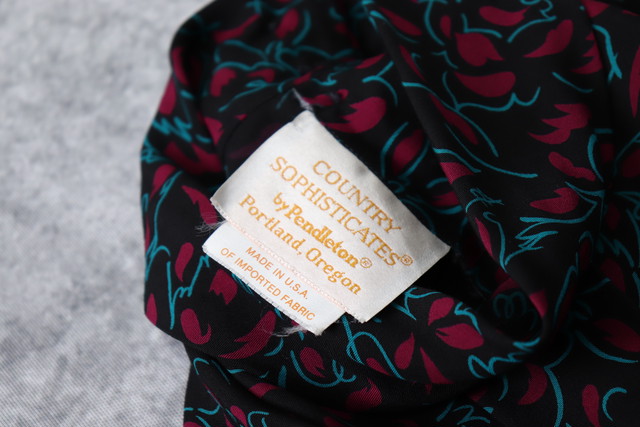 COUNTRY
SOPHISTICATES®
by Pendleton®
Portland, Oregon
MADE IN U.S.A.
OF IMPORTED FABRIC